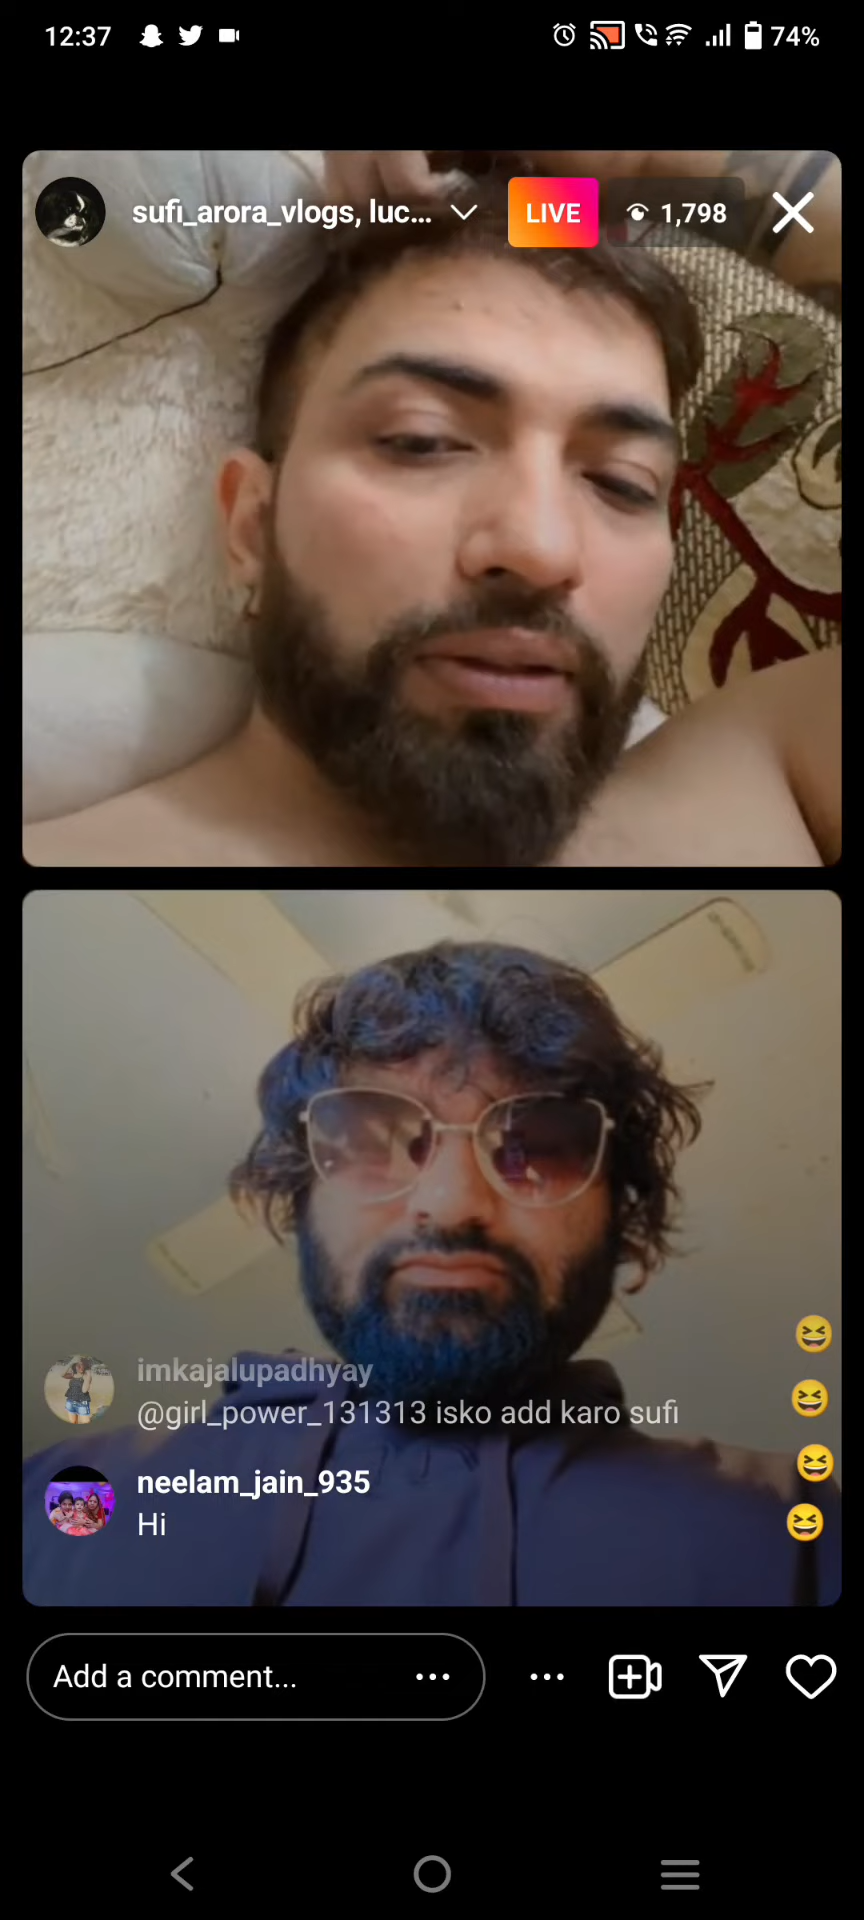 12:37
74%
sufi_arora_vlogs, luc...
LIVE
1,798
imkajalupadhyay
@girl_power_131313 isko add karo sufi
neelam_jain_935
Hi
Add a comment...